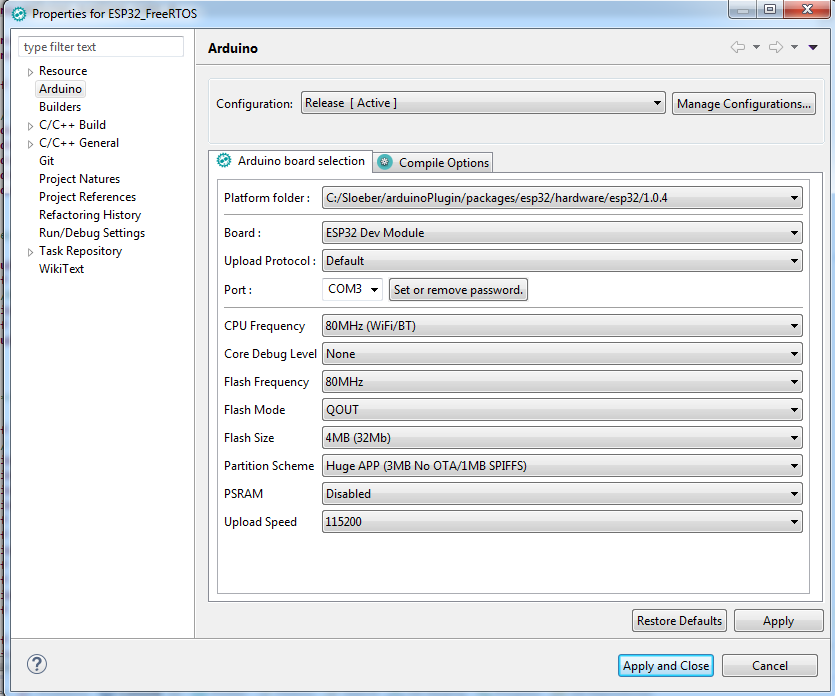 Properties for ESP32_FreeRTOS
type filter text
Resource
Arduino
Builders
C/C++ Build
C/C++ General
Git
Project Natures
Project References
Refactoring History
Run/Debug Settings
Task Repository
WikiText
Arduino
Configuration: Release [ Active ] Manage Configurations...
Arduino board selection Compile Options
Platform folder : C:/Sloeber/arduinoPlugin/packages/esp32/hardware/esp32/1.0.4
Board : ESP32 Dev Module
Upload Protocol : Default
Port : COM3 Set or remove password.
CPU Frequency 80MHz (WiFi/BT)
Core Debug Level None
Flash Frequency 80MHz
Flash Mode QOUT
Flash Size 4MB (32Mb)
Partition Scheme Huge APP (3MB No OTA/1MB SPIFFS)
PSRAM Disabled
Upload Speed 115200
Restore Defaults Apply
? Apply and Close Cancel